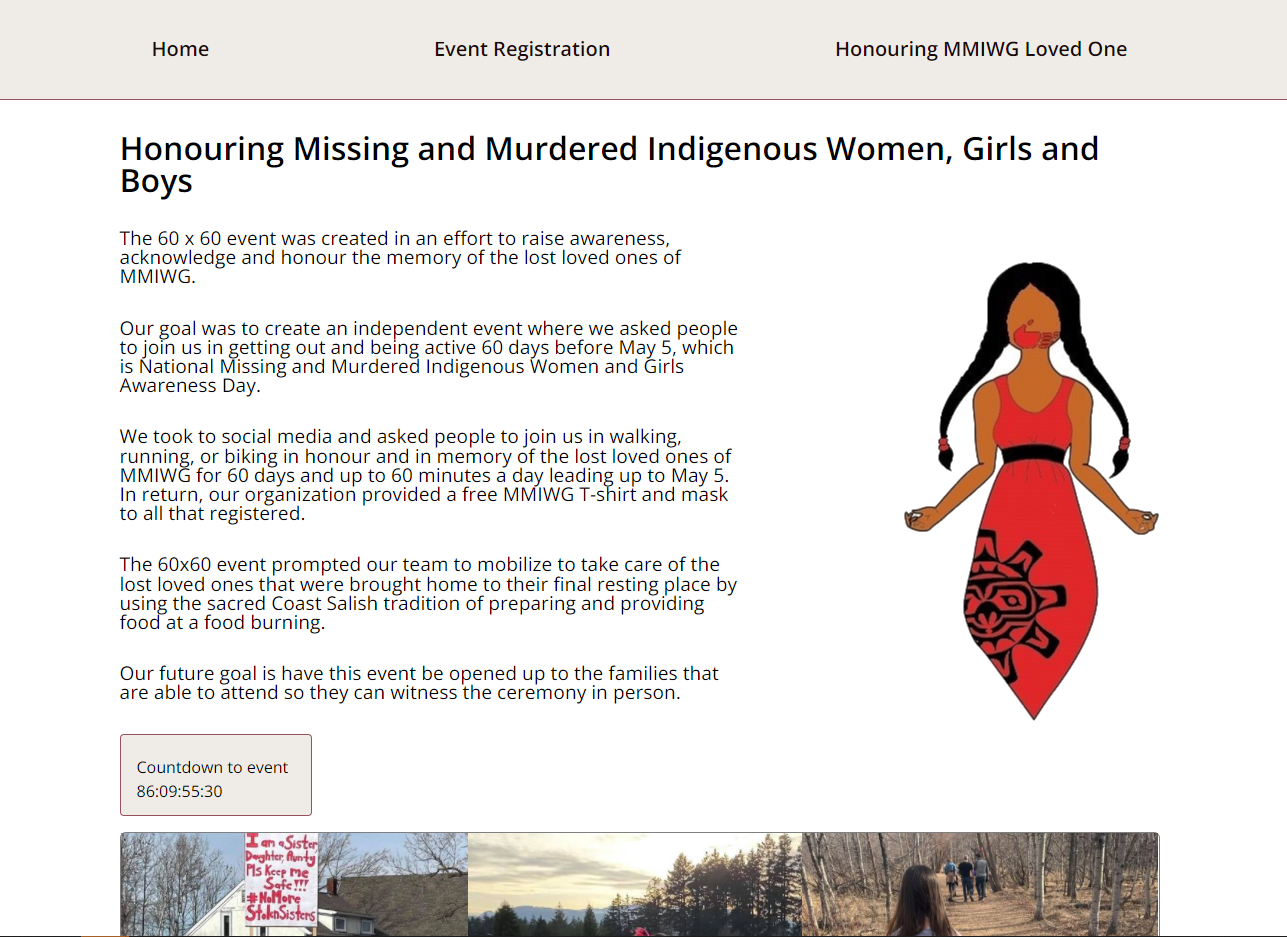 Home
Event Registration
Honouring MMIWG Loved One
Honouring Missing and Murdered Indigenous Women, Girls and
Boys
The 60 x 60 event was created in an effort to raise awareness,
acknowledge and honour the memory of the lost loved ones of
MMIWG.
Our goal was to create an independent event where we asked people
to join us in getting out and being active 60 days before May 5, which
is National Missing and Murdered Indigenous Women and Girls
Awareness Day.
We took to social media and asked people to join us in walking,
running, or biking in honour and in memory of the lost loved ones of
MMIWG for 60 days and up to 60 minutes a day leading up to May 5.
In return, our organization provided a free MMIWG T-shirt and mask
to all that registered.
The 60x60 event prompted our team to mobilize to take care of the
lost loved ones that were brought home to their final resting place by
using the sacred Coast Salish tradition of preparing and providing
food at a food burning.
Our future goal is have this event be opened up to the families that
are able to attend so they can witness the ceremony in person.
Countdown to event
86:09:55:30
I am a Sister
Daughter, Aunty
Pls Keep me
Safe!!!
#NoMore
StolenSisters